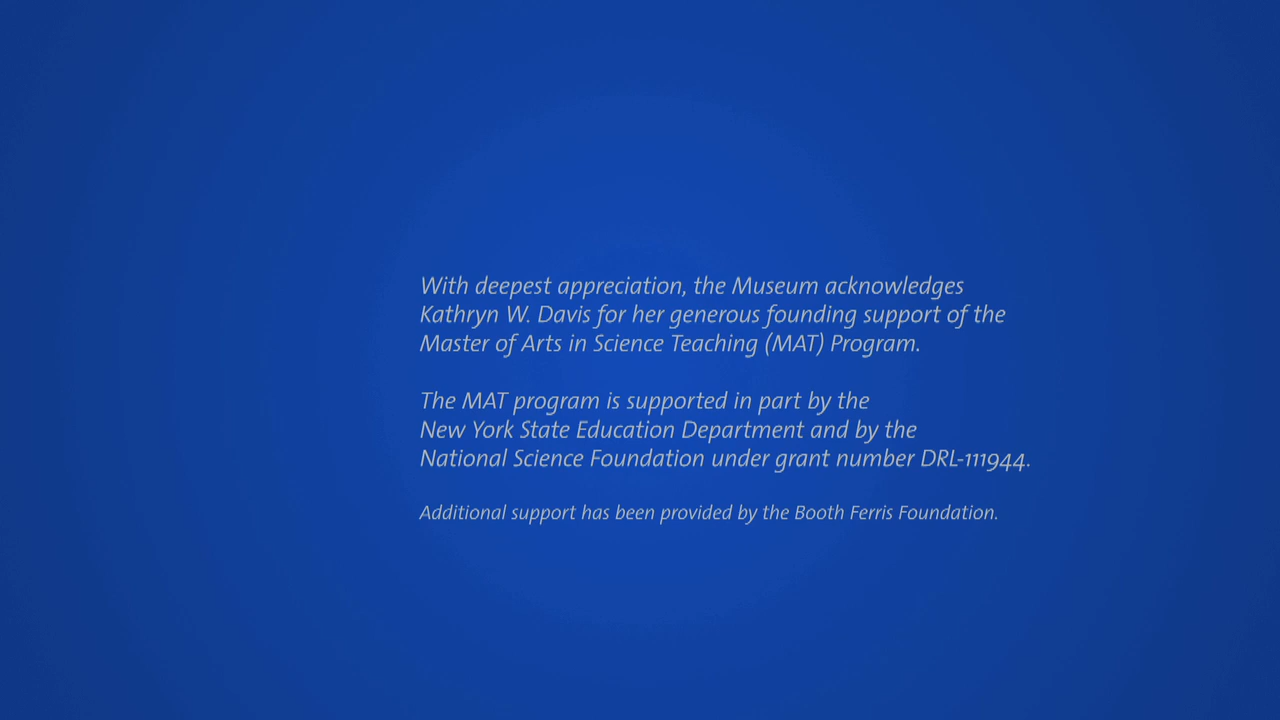 With deepest appreciation, the Museum acknowledges
Kathryn W. Davis for her generous founding support of the
Master of Arts in Science Teaching (MAT) Program.
The MAT program is supported in part by the
New York State Education Department and by the
National Science Foundation under grant number DRL-111944.
Additional support has been provided by the Booth Ferris Foundation.